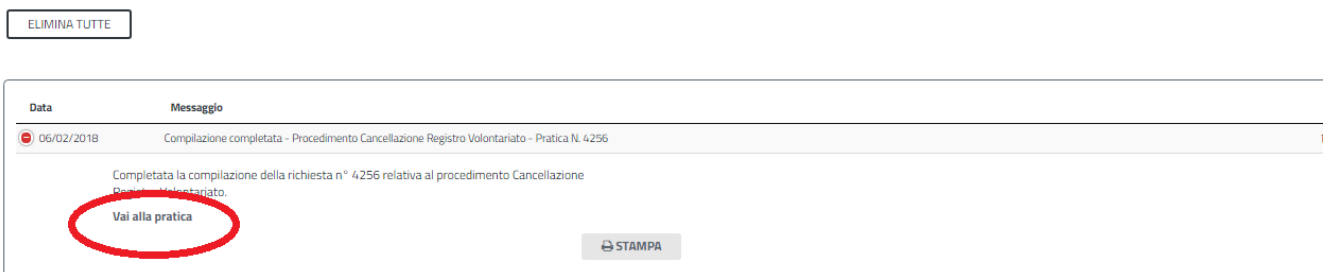 ELIMINA TUTTE
Data Messaggio
06/02/2018 Compilazione completata - Procedimento Cancellazione Registro Volontariato - Pratica N. 4256
Completata la compilazione della richiesta n° 4256 relativa al procedimento Cancellazione
Registro Volontariato.
Vai alla pratica
STAMPA